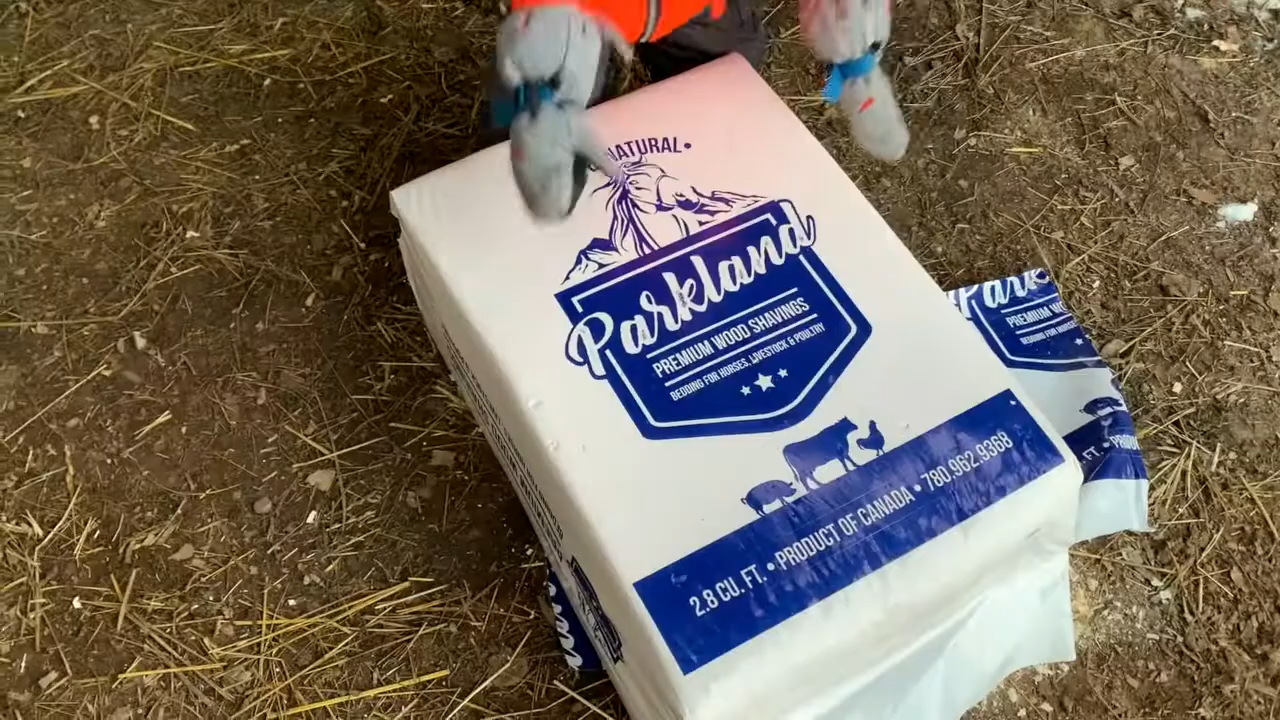 NATURAL•
Parkland
PREMIUM WOOD SHAVINGS
BEDDING FOR HORSES, LIVESTOCK & POULTRY
2.8 CU. FT. • PRODUCT OF CANADA • 780.962.9368
Park
PREMIUM
FT. •